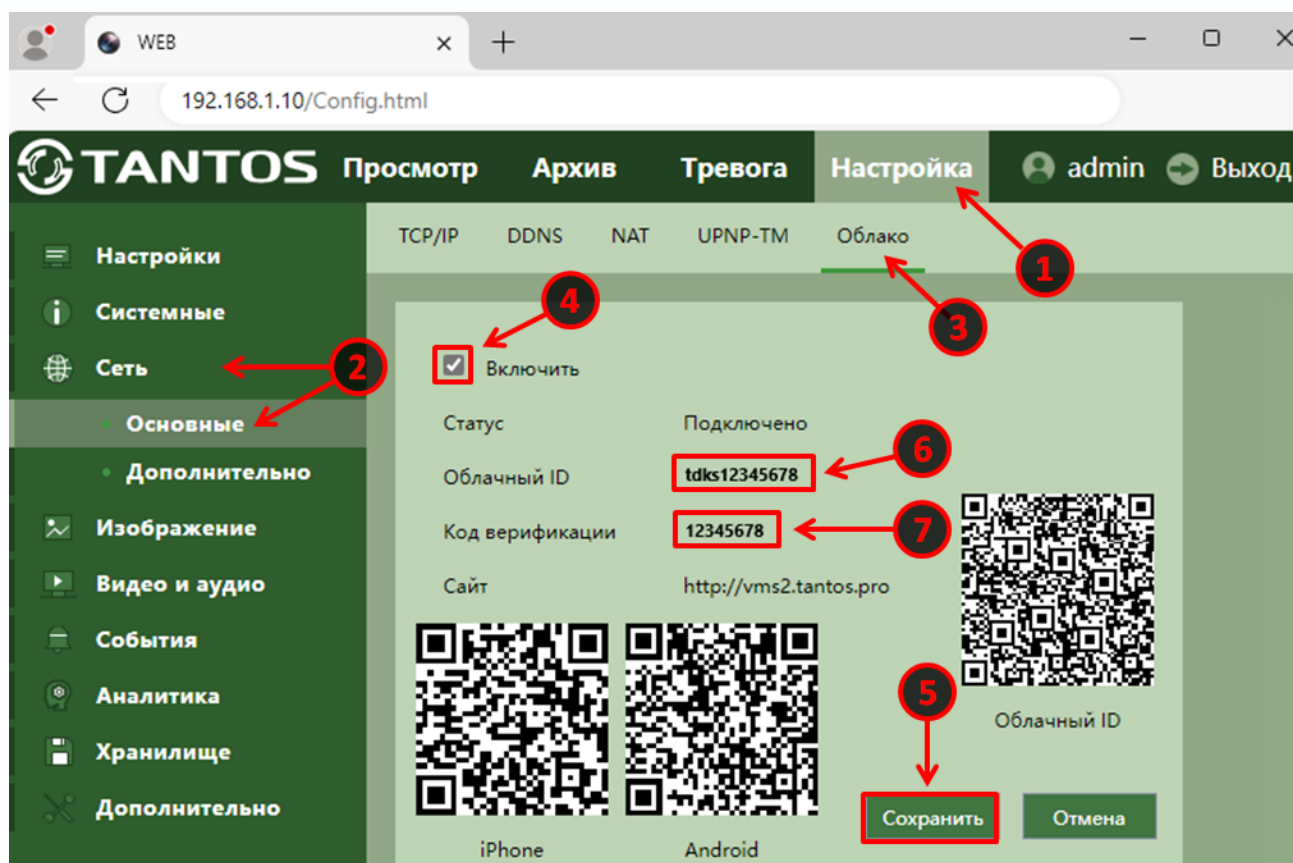 WEB
192.168.1.10/Config.html
TANTOS Просмотр Архив Тревога Настройка admin Выход
TCP/IP DDNS NAT UPNP-TM Облако
Настройки
1
4
Системные
3
Сеть
2
Включить
Основные
Статус Подключено
6
Дополнительно
Облачный ID tdks12345678
Изображение
Код верификации 12345678
7
Видео и аудио
Сайт http://vms2.tantos.pro
События
Аналитика
5
Облачный ID
Хранилище
Дополнительно
Сохранить Отмена
iPhone Android